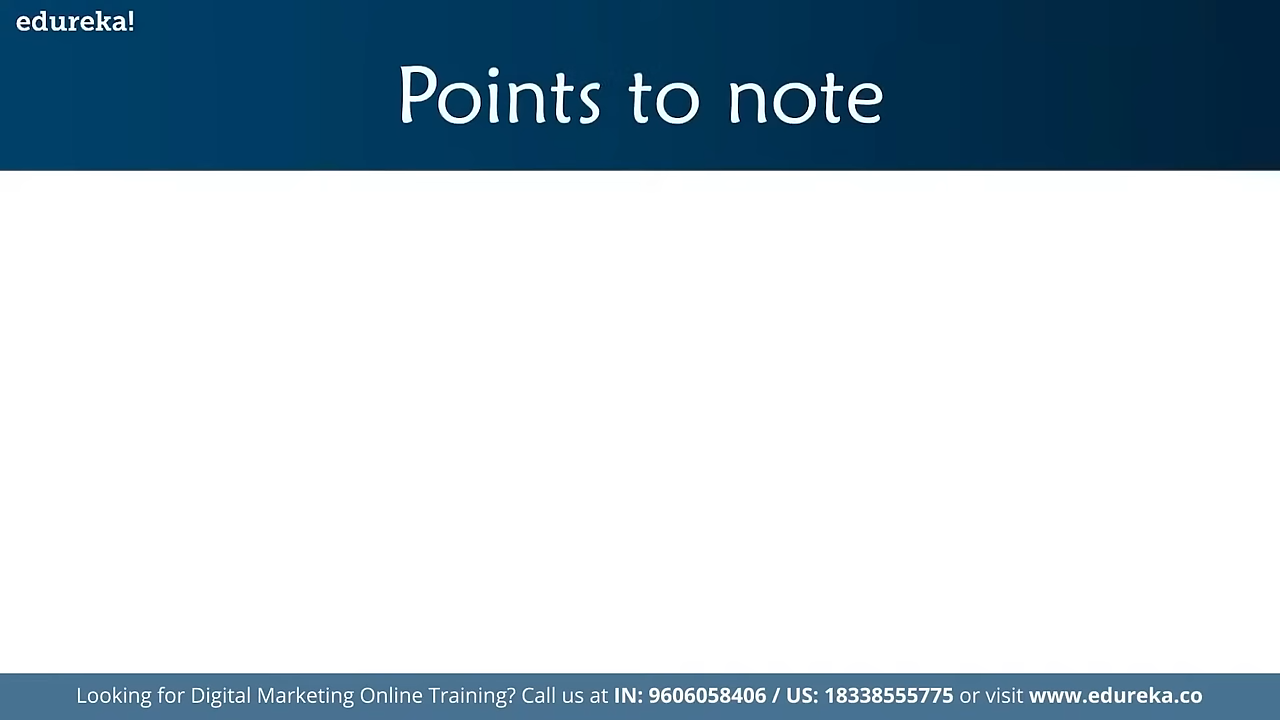 edureka!
Points to note
Looking for Digital Marketing Online Training? Call us at IN: 9606058406 / US: 18338555775 or visit www.edureka.co